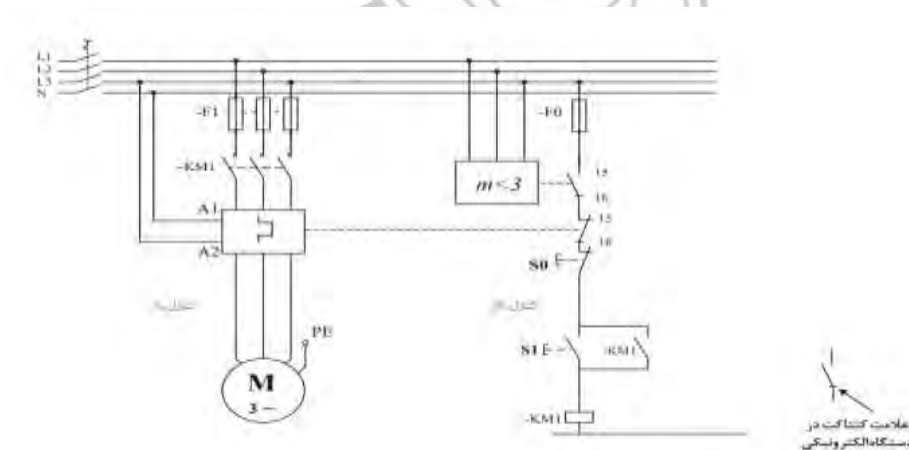 L1
L2
L3
N
-F1
-F0
-KM1
m<3
15
16
A1
15
A2
18
S0 E
PE
S1 E
KM1
M
3 ~
-KM1
علامت کنتاکت در
دستگاه الکترونیکی